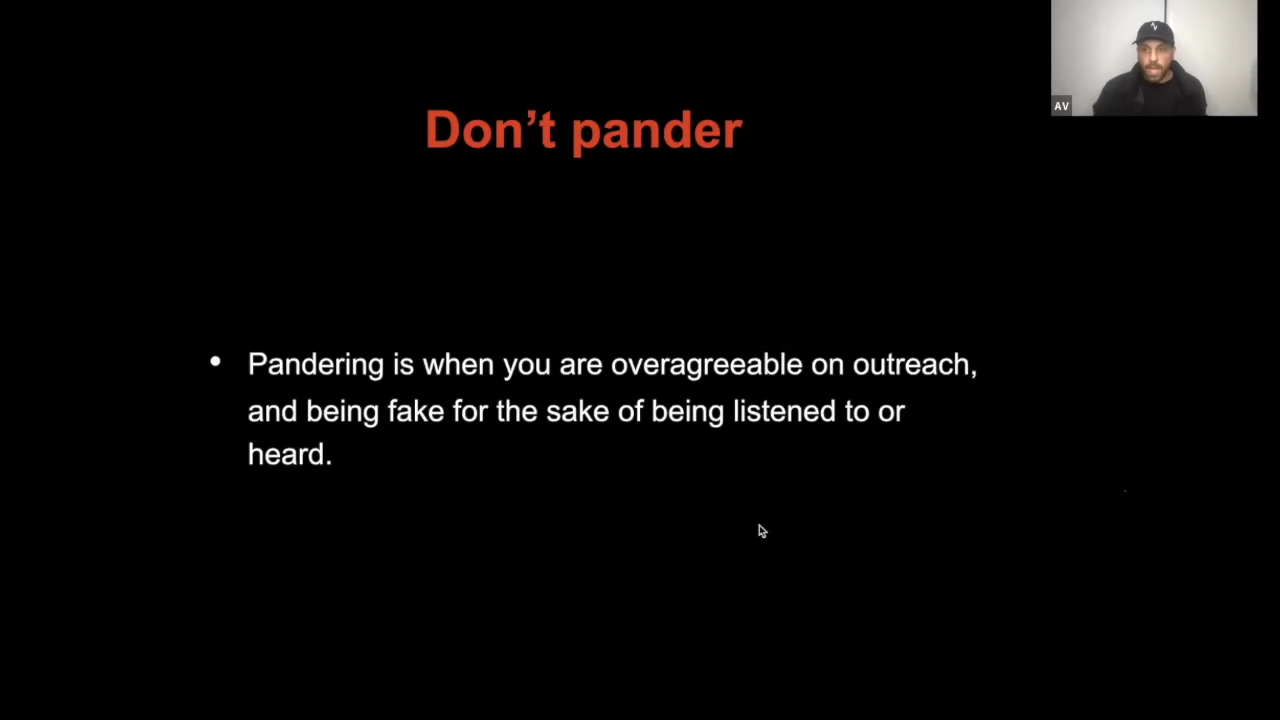 Don’t pander
• Pandering is when you are overagreeable on outreach,
and being fake for the sake of being listened to or
heard.
AV